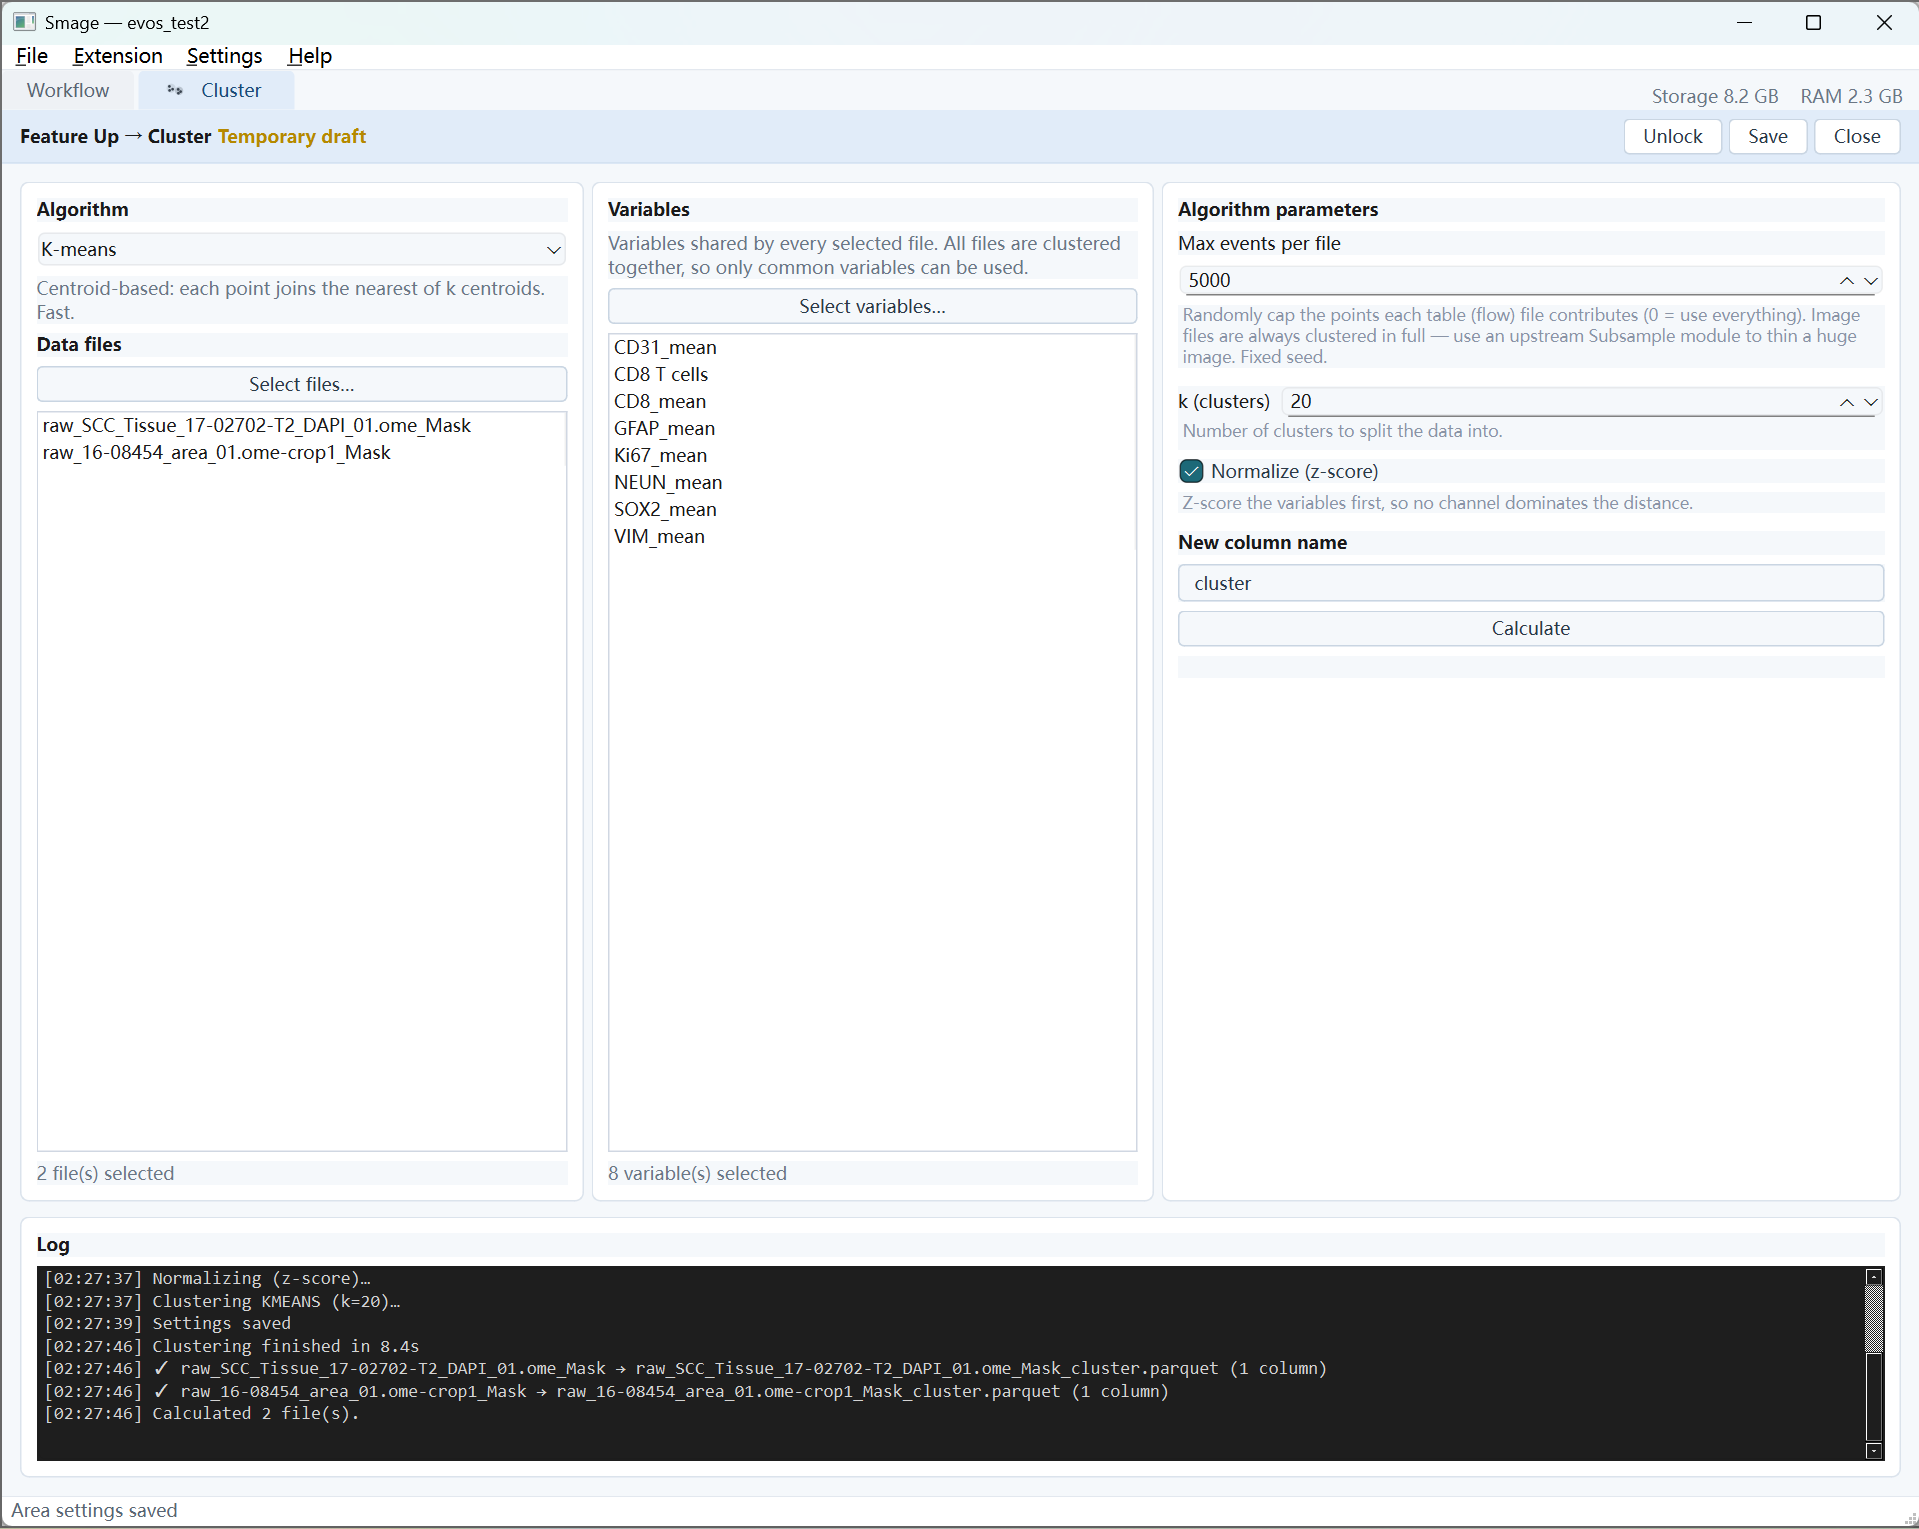 Smage — evos_test2
File Extension Settings Help
Workflow Cluster
Storage 8.2 GB RAM 2.3 GB
Feature Up → Cluster Temporary draft
Unlock Save Close
Algorithm
K-means
Centroid-based: each point joins the nearest of k centroids.
Fast.
Data files
Select files...
raw_SCC_Tissue_17-02702-T2_DAPI_01.ome_Mask
raw_16-08454_area_01.ome-crop1_Mask
2 file(s) selected
Variables
Variables shared by every selected file. All files are clustered
together, so only common variables can be used.
Select variables...
CD31_mean
CD8 T cells
CD8_mean
GFAP_mean
Ki67_mean
NEUN_mean
SOX2_mean
VIM_mean
8 variable(s) selected
Algorithm parameters
Max events per file
5000
Randomly cap the points each table (flow) file contributes (0 = use everything). Image
files are always clustered in full — use an upstream Subsample module to thin a huge
image. Fixed seed.
k (clusters) 20
Number of clusters to split the data into.
Normalize (z-score)
Z-score the variables first, so no channel dominates the distance.
New column name
cluster
Calculate
Log
[02:27:37] Normalizing (z-score)…
[02:27:37] Clustering KMEANS (k=20)…
[02:27:39] Settings saved
[02:27:46] Clustering finished in 8.4s
[02:27:46] ✓ raw_SCC_Tissue_17-02702-T2_DAPI_01.ome_Mask → raw_SCC_Tissue_17-02702-T2_DAPI_01.ome_Mask_cluster.parquet (1 column)
[02:27:46] ✓ raw_16-08454_area_01.ome-crop1_Mask → raw_16-08454_area_01.ome-crop1_Mask_cluster.parquet (1 column)
[02:27:46] Calculated 2 file(s).
Area settings saved